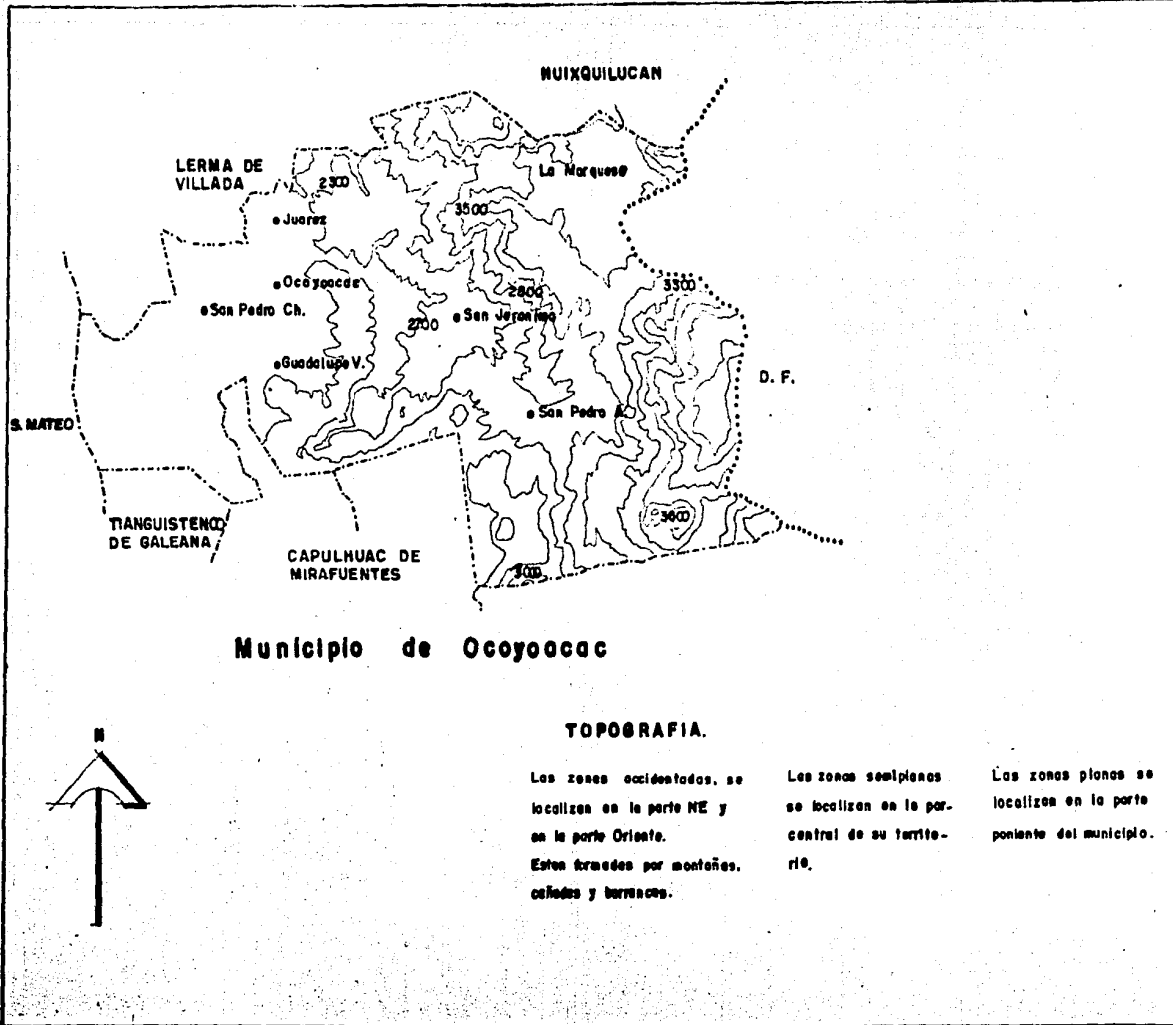 HUIXQUILUCAN
LERMA DE
VILLADA
La Marquesa
2300
3500
Juarez
Ocoyoacac
3300
2800
San Pedro Ch.
San Jeronimo
2700
Guadalupe V.
D. F.
San Pedro A.
S. MATEO
3600
TIANGUISTENCO
DE GALEANA
CAPULHUAC DE
MIRAFUENTES
Municipio de Ocoyoacac
N
TOPOGRAFIA.
Las zonas accidentadas, se
localizan en la parte NE y
en la parte Oriente.
Estan formadas por montañas,
cañadas y barrancas.
Las zonas semiplanas
se localizan en la par-
central de su territo-
rio.
Las zonas planas se
localizan en la parte
poniente del municipio.